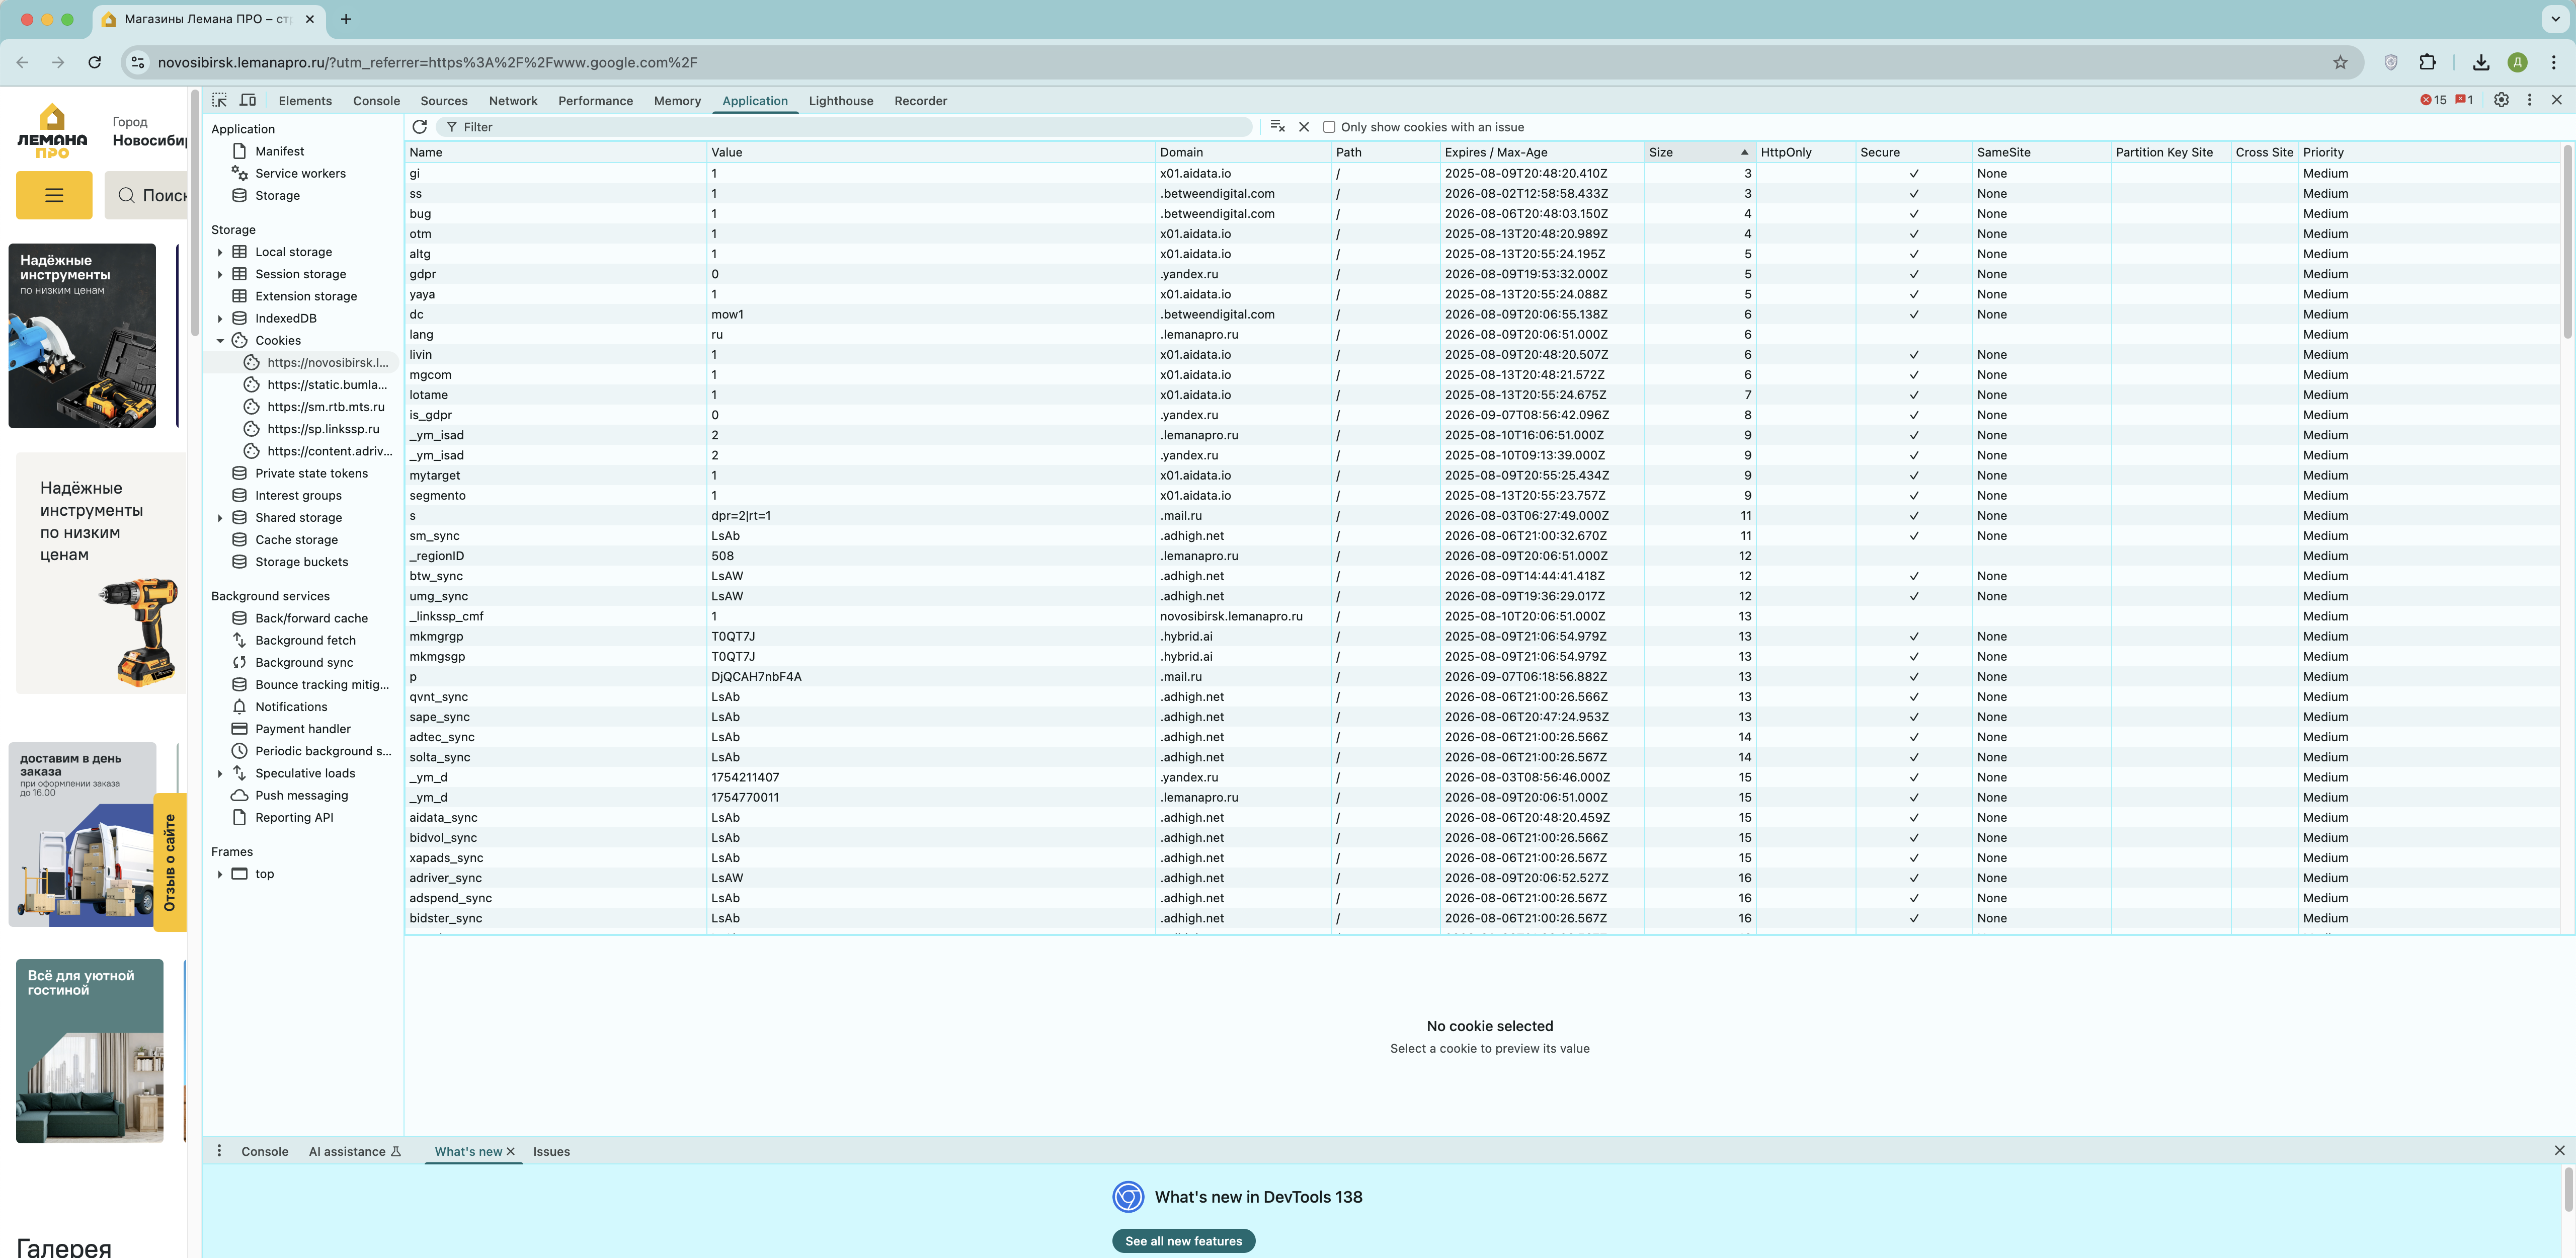 Магазины Лемана ПРО – ст
novosibirsk.lemanapro.ru/?utm_referrer=https%3A%2F%2Fwww.google.com%2F
Д
ЛЕМАНА
ПРО
Город
Новосиби
Поиск
Надёжные
инструменты
по низким ценам
Надёжные
инструменты
по низким
ценам
доставим в день
заказа
при оформлении заказа
до 16.00
Отзыв о сайте
Всё для уютной
гостиной
Галерея
Elements Console Sources Network Performance Memory Application Lighthouse Recorder
15 1
Application
Manifest
Service workers
Storage
Storage
Local storage
Session storage
Extension storage
IndexedDB
Cookies
https://novosibirsk.l...
https://static.bumla...
https://sm.rtb.mts.ru
https://sp.linkssp.ru
https://content.adriv...
Private state tokens
Interest groups
Shared storage
Cache storage
Storage buckets
Background services
Back/forward cache
Background fetch
Background sync
Bounce tracking mitig...
Notifications
Payment handler
Periodic background s...
Speculative loads
Push messaging
Reporting API
Frames
top
Filter Only show cookies with an issue
Name Value Domain Path Expires / Max-Age Size HttpOnly Secure SameSite Partition Key Site Cross Site Priority
gi 1 x01.aidata.io / 2025-08-09T20:48:20.410Z 3 ✓ None Medium
ss 1 .betweendigital.com / 2026-08-02T12:58:58.433Z 3 ✓ None Medium
bug 1 .betweendigital.com / 2026-08-06T20:48:03.150Z 4 ✓ None Medium
otm 1 x01.aidata.io / 2025-08-13T20:48:20.989Z 4 ✓ None Medium
altg 1 x01.aidata.io / 2025-08-13T20:55:24.195Z 5 ✓ None Medium
gdpr 0 .yandex.ru / 2026-08-09T19:53:32.000Z 5 ✓ None Medium
yaya 1 x01.aidata.io / 2025-08-13T20:55:24.088Z 5 ✓ None Medium
dc mow1 .betweendigital.com / 2026-08-09T20:06:55.138Z 6 ✓ None Medium
lang ru .lemanapro.ru / 2026-08-09T20:06:51.000Z 6 Medium
livin 1 x01.aidata.io / 2025-08-09T20:48:20.507Z 6 ✓ None Medium
mgcom 1 x01.aidata.io / 2025-08-13T20:48:21.572Z 6 ✓ None Medium
lotame 1 x01.aidata.io / 2025-08-13T20:55:24.675Z 7 ✓ None Medium
is_gdpr 0 .yandex.ru / 2026-09-07T08:56:42.096Z 8 ✓ None Medium
_ym_isad 2 .lemanapro.ru / 2025-08-10T16:06:51.000Z 9 ✓ None Medium
_ym_isad 2 .yandex.ru / 2025-08-10T09:13:39.000Z 9 ✓ None Medium
mytarget 1 x01.aidata.io / 2025-08-09T20:55:25.434Z 9 ✓ None Medium
segmento 1 x01.aidata.io / 2025-08-13T20:55:23.757Z 9 ✓ None Medium
s dpr=2|rt=1 .mail.ru / 2026-08-03T06:27:49.000Z 11 ✓ None Medium
sm_sync LsAb .adhigh.net / 2026-08-06T21:00:32.670Z 11 ✓ None Medium
_regionID 508 .lemanapro.ru / 2026-08-09T20:06:51.000Z 12 Medium
btw_sync LsAW .adhigh.net / 2026-08-09T14:44:41.418Z 12 ✓ None Medium
umg_sync LsAW .adhigh.net / 2026-08-09T19:36:29.017Z 12 ✓ None Medium
_linkssp_cmf 1 novosibirsk.lemanapro.ru / 2025-08-10T20:06:51.000Z 13 Medium
mkmgrgp T0QT7J .hybrid.ai / 2025-08-09T21:06:54.979Z 13 ✓ None Medium
mkmgsgp T0QT7J .hybrid.ai / 2025-08-09T21:06:54.979Z 13 ✓ None Medium
p DjQCAH7nbF4A .mail.ru / 2026-09-07T06:18:56.882Z 13 ✓ None Medium
qvnt_sync LsAb .adhigh.net / 2026-08-06T21:00:26.566Z 13 ✓ None Medium
sape_sync LsAb .adhigh.net / 2026-08-06T20:47:24.953Z 13 ✓ None Medium
adtec_sync LsAb .adhigh.net / 2026-08-06T21:00:26.566Z 14 ✓ None Medium
solta_sync LsAb .adhigh.net / 2026-08-06T21:00:26.567Z 14 ✓ None Medium
_ym_d 1754211407 .yandex.ru / 2026-08-03T08:56:46.000Z 15 ✓ None Medium
_ym_d 1754770011 .lemanapro.ru / 2026-08-09T20:06:51.000Z 15 ✓ None Medium
aidata_sync LsAb .adhigh.net / 2026-08-06T20:48:20.459Z 15 ✓ None Medium
bidvol_sync LsAb .adhigh.net / 2026-08-06T21:00:26.566Z 15 ✓ None Medium
xapads_sync LsAb .adhigh.net / 2026-08-06T21:00:26.567Z 15 ✓ None Medium
adriver_sync LsAW .adhigh.net / 2026-08-09T20:06:52.527Z 16 ✓ None Medium
adspend_sync LsAb .adhigh.net / 2026-08-06T21:00:26.567Z 16 ✓ None Medium
bidster_sync LsAb .adhigh.net / 2026-08-06T21:00:26.567Z 16 ✓ None Medium
No cookie selected
Select a cookie to preview its value
Console AI assistance What's new Issues
What's new in DevTools 138
See all new features